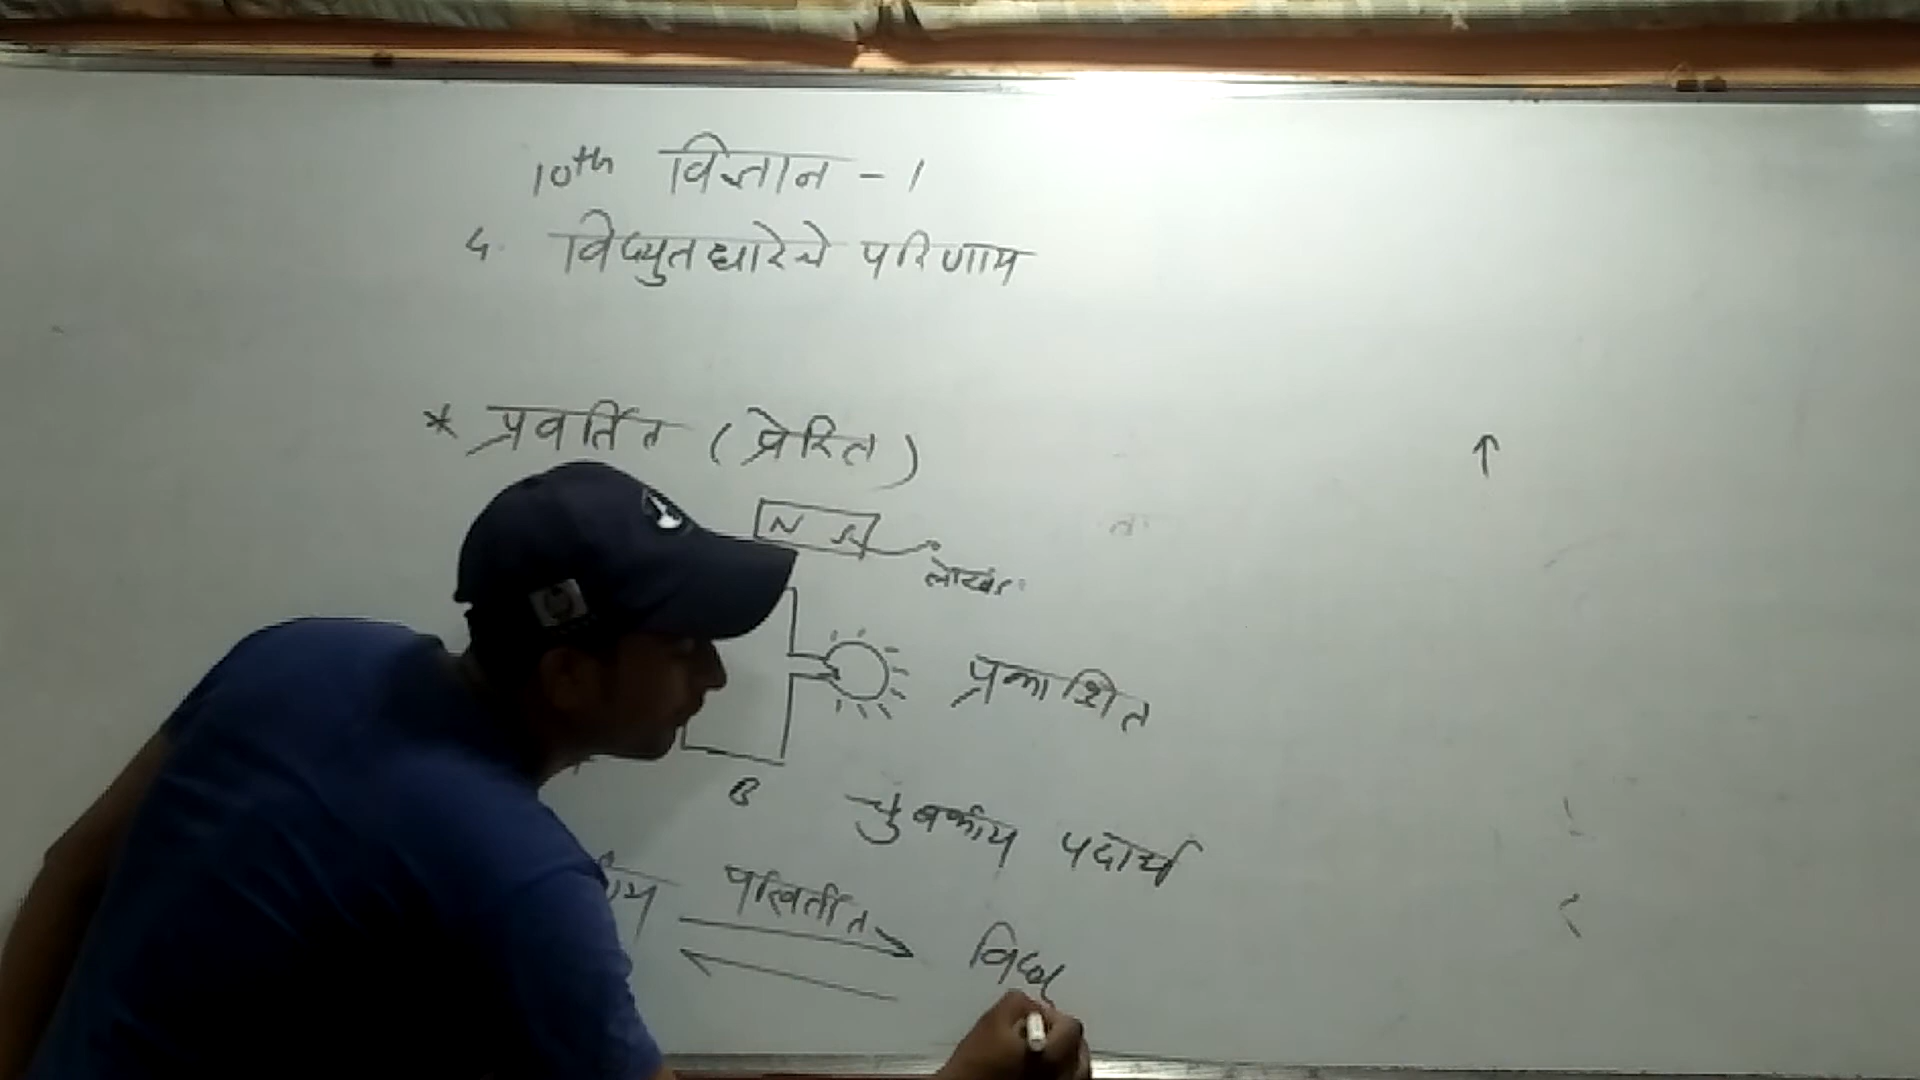 10th विज्ञान - 1
4. विद्युतधारेचे परिणाम
* प्रवर्तित (प्रेरित)
N S
लोखंड
प्रकाशित
B
चुबकीय पदार्थ
परिवर्तीत